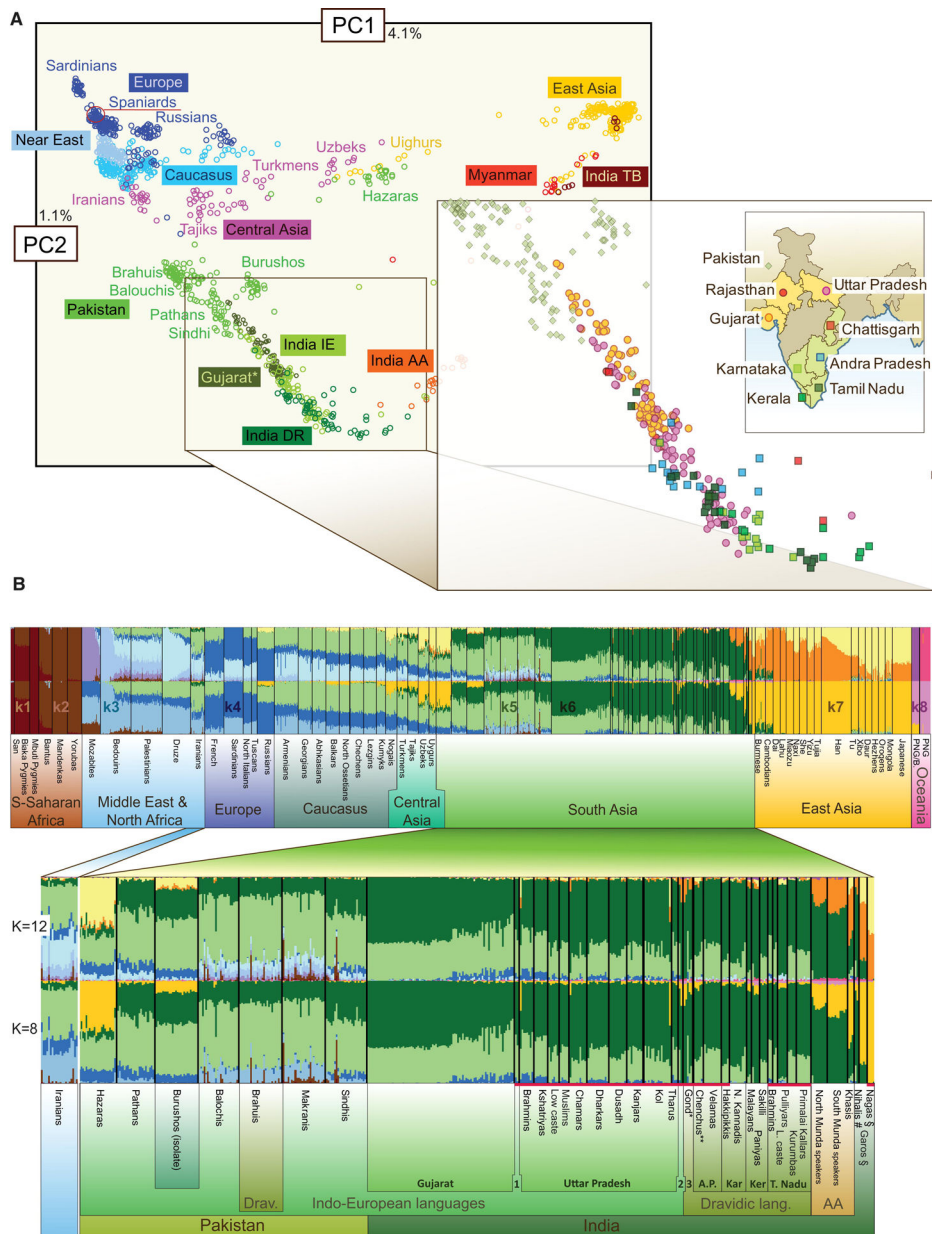 A
PC1
4.1%
Sardinians
Europe
Spaniards
Russians
East Asia
Near East
Uzbeks
Uighurs
Turkmens
Caucasus
Myanmar
India TB
Iranians
Hazaras
1.1%
Tajiks
Central Asia
PC2
Brahuis
Burushos
Balouchis
Pakistan
Pathans
Sindhi
India IE
India AA
Gujarat*
India DR
Pakistan
Rajasthan
Uttar Pradesh
Gujarat
Chattisgarh
Karnataka
Andra Pradesh
Kerala
Tamil Nadu
B
k1
k2
k3
k4
k5
k6
k7
k8
San
Biaka Pygmies
Mbuti Pygmies
Bantus
Mandenkas
Yorubas
Mozabites
Bedouins
Palestinians
Druze
Iranians
French
Sardinians
North Italians
Tuscans
Russians
Armenians
Georgians
Abhkasians
Balkars
North Ossetians
Chechens
Lezgins
Kumyks
Nogais
Turkmens
Tajiks
Uzbeks
Uygurs
Burmese
Cambodians
Dai
Lahu
Miaozu
Naxi
She
Yizu
Tujia
Han
Tu
Xibo
Daur
Hezhens
Oroqens
Mongola
Japanese
PNG/B
PNG
S-Saharan
Africa
Middle East &
North Africa
Europe
Caucasus
Central
Asia
South Asia
East Asia
Oceania
K=12
K=8
Iranians
Hazaras
Pathans
Burushos (isolate)
Balochis
Brahuis
Makranis
Sindhis
Brahmins
Kshatriyas
Low caste
Muslims
Chamars
Dharkars
Dusadh
Kanjars
Kol
Tharus
Gond*
Chenchus**
Velamas
Hakkipikkis
N. Kannadis
Malayans
Paniyas
Sakilli
Brahmins
Pulliyars
L. caste
Kurumbas
Primalai Kallars
North Munda speakers
South Munda speakers
Khasis
Nihalis #
Garos §
Nagas §
Gujarat
1
Uttar Pradesh
2
3
A.P.
Kar
Ker
T. Nadu
Drav.
Indo-European languages
Dravidic lang.
AA
Pakistan
India